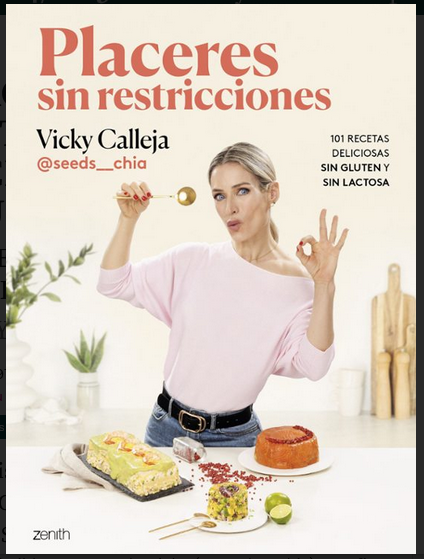 Placeres
sin restricciones
Vicky Calleja
@seeds__chia
101 RECETAS
DELICIOSAS
SIN GLUTEN Y
SIN LACTOSA
zenith